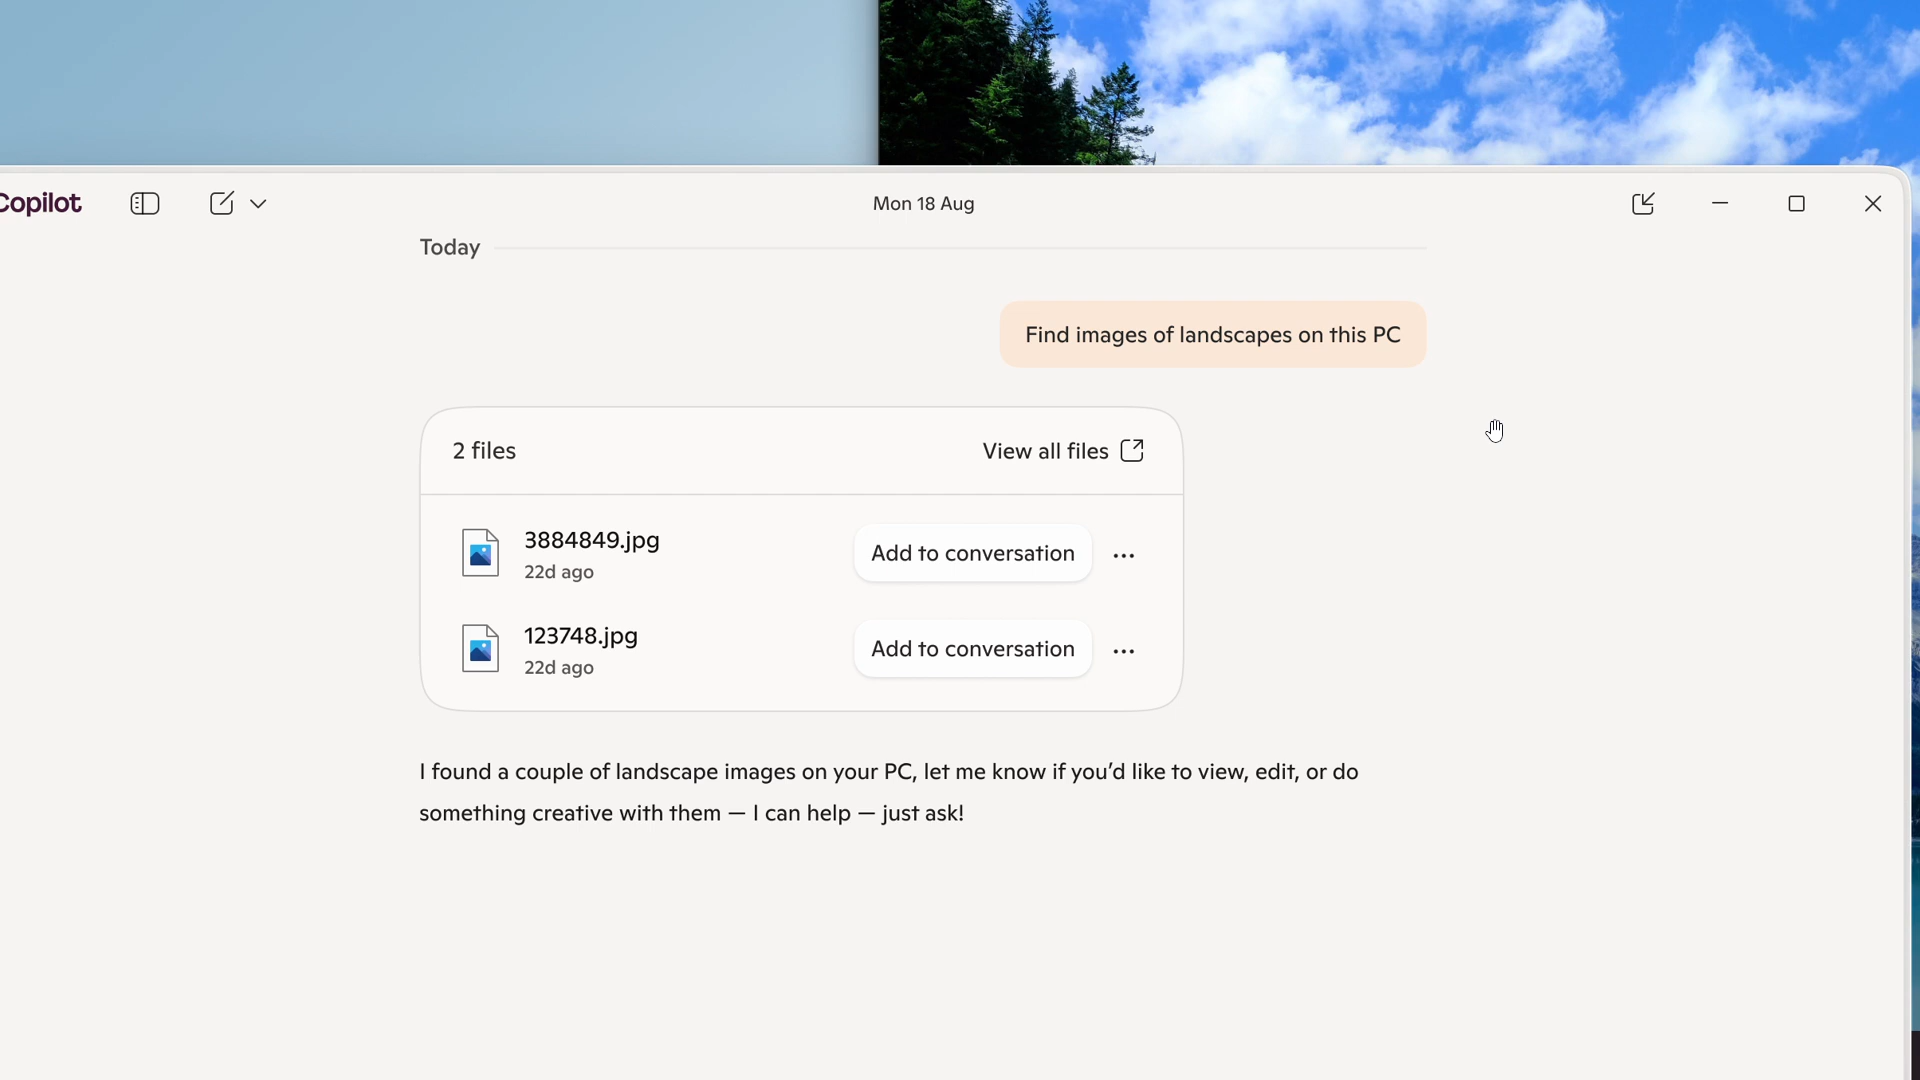 Copilot
Mon 18 Aug
Today
Find images of landscapes on this PC
2 files
View all files
3884849.jpg
22d ago
Add to conversation
123748.jpg
22d ago
Add to conversation
I found a couple of landscape images on your PC, let me know if you’d like to view, edit, or do
something creative with them — I can help — just ask!